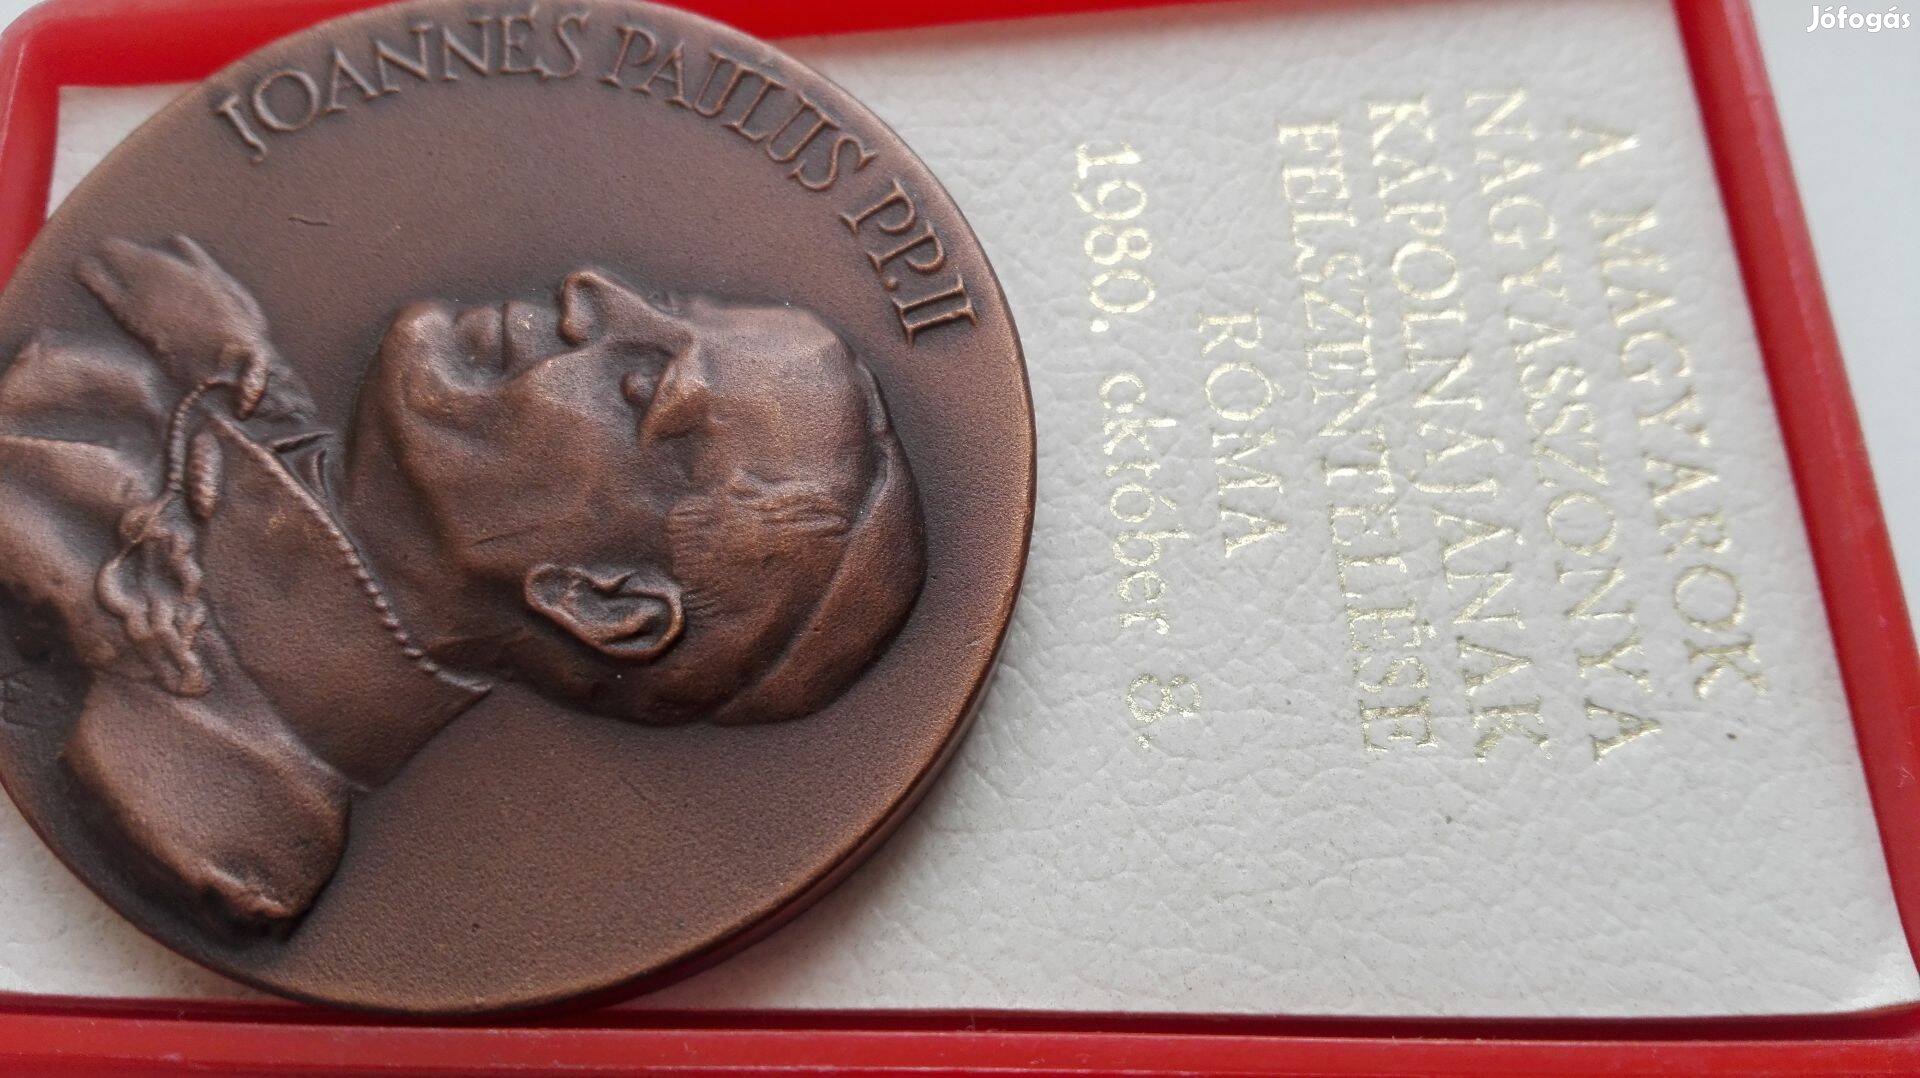 JOANNES PAULUS PP.II
A MAGYAROK
NAGYASSZONYA
KÁPOLNÁJÁNAK
FELSZENTELÉSE
RÓMA
1980. október 8.
Jófogás